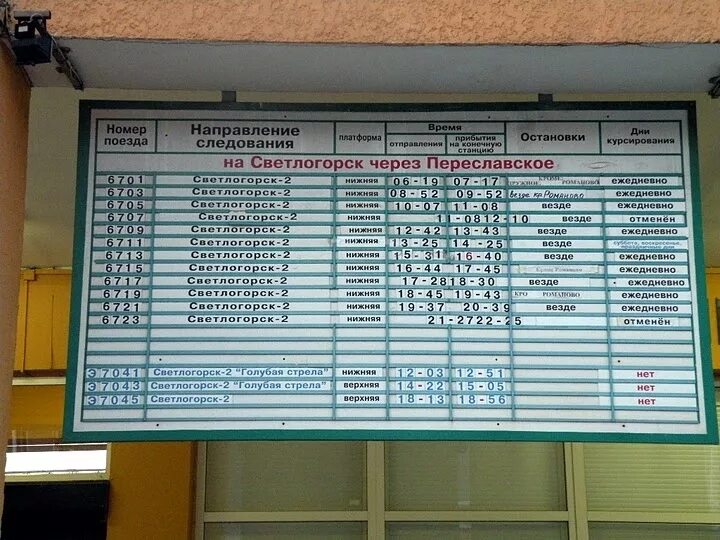 Номер поезда Направление следования платформа Время отправления прибытия на конечную станцию Остановки Дни курсирования
на Светлогорск через Переславское
6701 Светлогорск-2 нижняя 06-19 07-17 КРОМЕ РОМАНОВО ежедневно
6703 Светлогорск-2 нижняя 08-52 09-52 везде кр Романово ежедневно
6705 Светлогорск-2 нижняя 10-07 11-08 везде ежедневно
6707 Светлогорск-2 нижняя 11-08 12-10 везде отменён
6709 Светлогорск-2 нижняя 12-42 13-43 везде ежедневно
6711 Светлогорск-2 нижняя 13-25 14-25 везде суббота, воскресенье, праздничные дни
6713 Светлогорск-2 нижняя 15-31 16-40 везде ежедневно
6715 Светлогорск-2 нижняя 16-44 17-45 ежедневно
6717 Светлогорск-2 нижняя 17-28 18-30 везде ежедневно
6719 Светлогорск-2 нижняя 18-45 19-43 КРО РОМАНОВО ежедневно
6721 Светлогорск-2 нижняя 19-37 20-39 везде ежедневно
6723 Светлогорск-2 нижняя 21-27 22-25 отменён
Э7041 Светлогорск-2 "Голубая стрела" нижняя 12-03 12-51 нет
Э7043 Светлогорск-2 "Голубая стрела" верхняя 14-22 15-05 нет
Э7045 Светлогорск-2 верхняя 18-13 18-56 нет